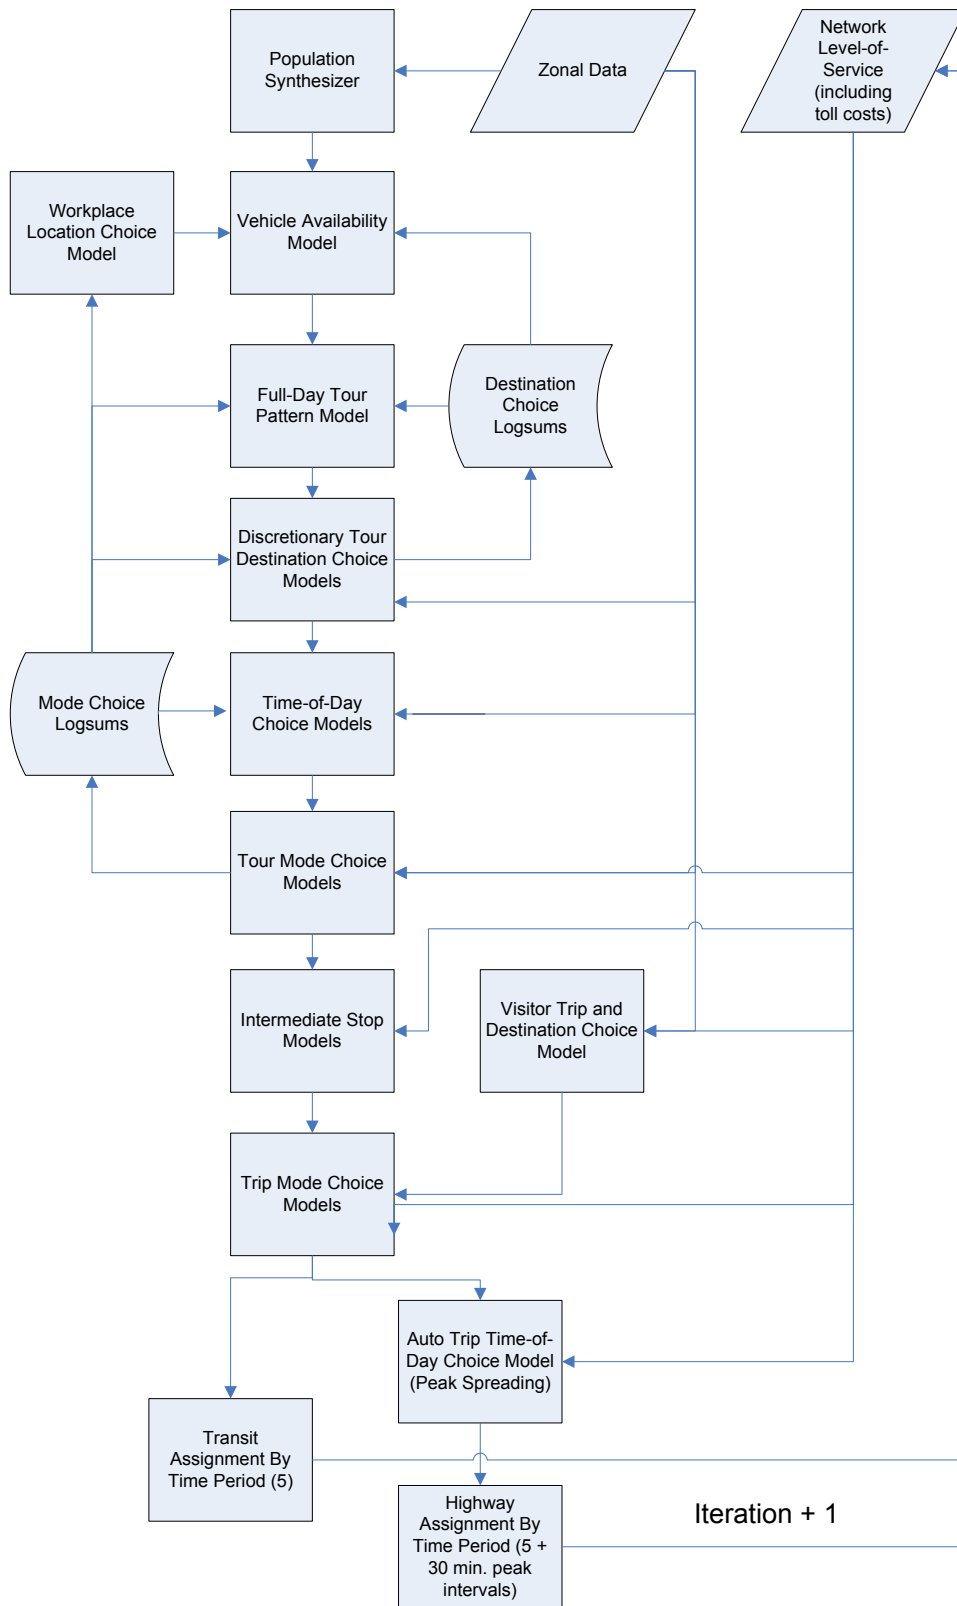 Population
Synthesizer
Zonal Data
Network
Level-of-
Service
(including
toll costs)
Workplace
Location Choice
Model
Vehicle Availability
Model
Full-Day Tour
Pattern Model
Destination
Choice
Logsums
Discretionary Tour
Destination Choice
Models
Mode Choice
Logsums
Time-of-Day
Choice Models
Tour Mode Choice
Models
Intermediate Stop
Models
Visitor Trip and
Destination Choice
Model
Trip Mode Choice
Models
Auto Trip Time-of-
Day Choice Model
(Peak Spreading)
Transit
Assignment By
Time Period (5)
Highway
Assignment By
Time Period (5 +
30 min. peak
intervals)
Iteration + 1